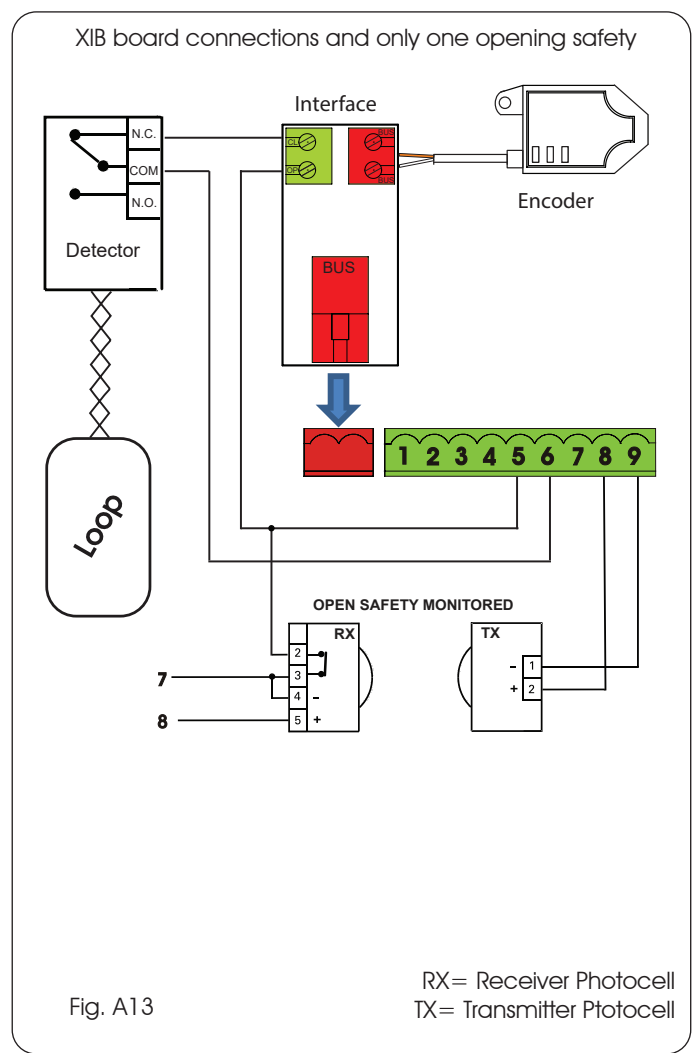 XIB board connections and only one opening safety
Interface
N.C.
COM
N.O.
Detector
CL
OP
BUS
BUS
Encoder
BUS
Loop
1 2 3 4 5 6 7 8 9
OPEN SAFETY MONITORED
RX
2
3
4 -
5 +
7
8
TX
- 1
+ 2
Fig. A13
RX= Receiver Photocell
TX= Transmitter Ptotocell